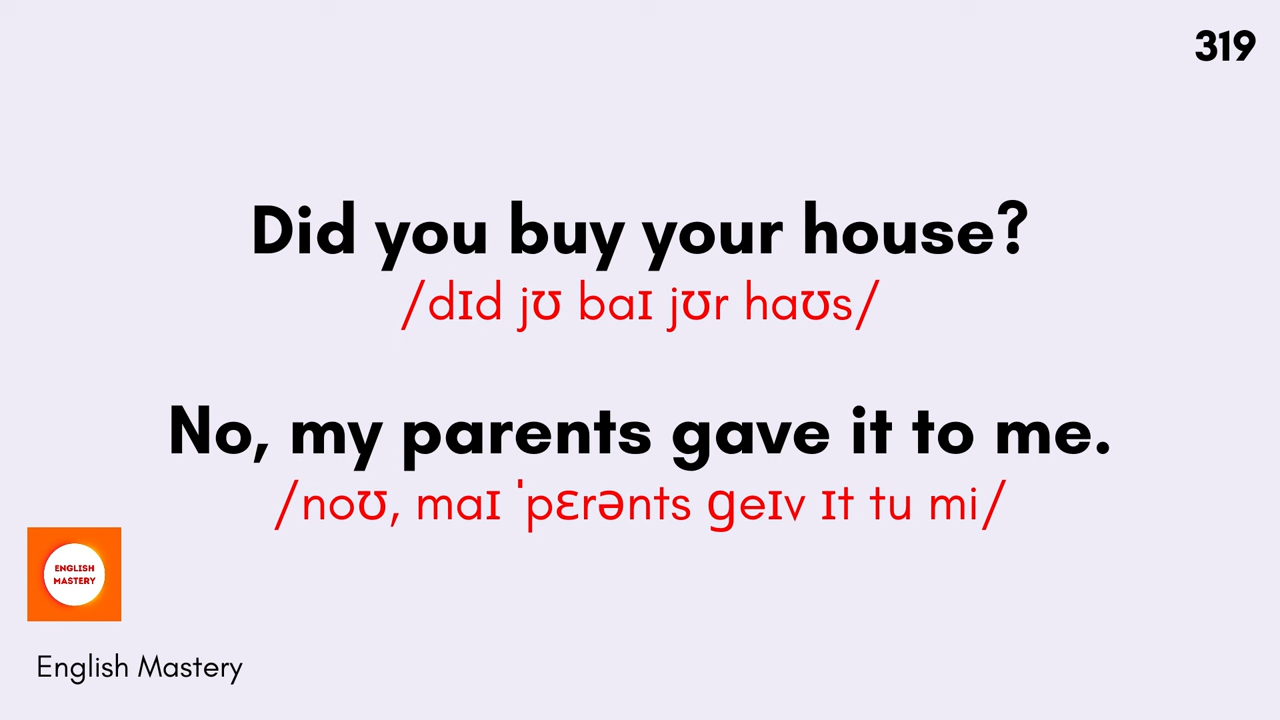 319
Did you buy your house?
/dɪd jʊ baɪ jʊr haʊs/
No, my parents gave it to me.
/noʊ, maɪ ˈpɛrənts ɡeɪv ɪt tu mi/
ENGLISH
MASTERY
English Mastery